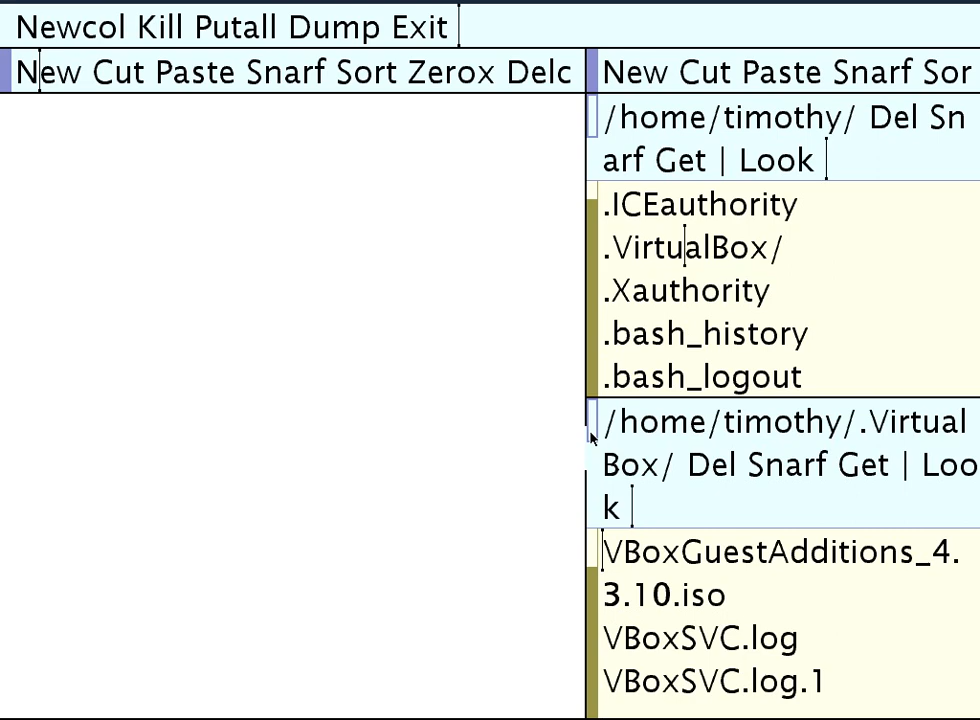 Newcol Kill Putall Dump Exit
New Cut Paste Snarf Sort Zerox Delc
New Cut Paste Snarf Sor
/home/timothy/ Del Sn
arf Get | Look
.ICEauthority
.VirtualBox/
.Xauthority
.bash_history
.bash_logout
/home/timothy/.Virtual
Box/ Del Snarf Get | Loo
k
VBoxGuestAdditions_4.
3.10.iso
VBoxSVC.log
VBoxSVC.log.1